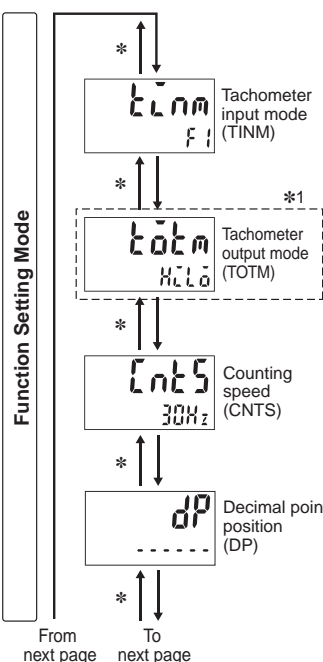 Function Setting Mode
*
tinm
F1
Tachometer
input mode
(TINM)
*
*1
totm
HiLo
Tachometer
output mode
(TOTM)
*
CntS
30Hz
Counting
speed
(CNTS)
*
dP
------
Decimal poin
position
(DP)
*
From
next page
To
next page